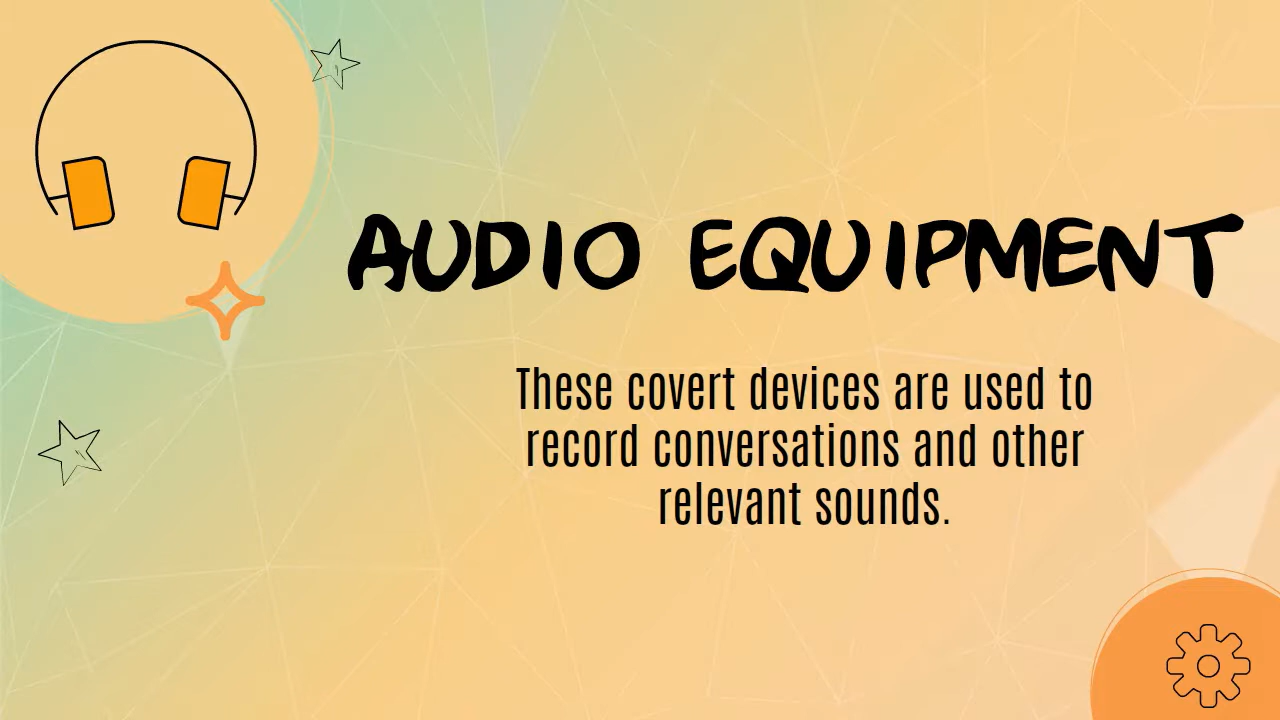 AUDIO EQUIPMENT
These covert devices are used to
record conversations and other
relevant sounds.